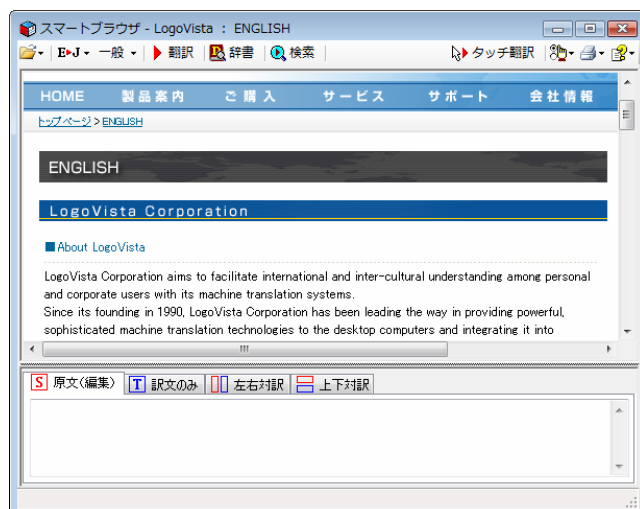 スマートブラウザ - LogoVista : ENGLISH
E▸J 一般 翻訳 辞書 検索 タッチ翻訳
HOME 製品案内 ご購入 サービス サポート 会社情報
トップページ > ENGLISH
ENGLISH
LogoVista Corporation
■About LogoVista
LogoVista Corporation aims to facilitate international and inter-cultural understanding among personal
and corporate users with its machine translation systems.
Since its founding in 1990, LogoVista Corporation has been leading the way in providing powerful,
sophisticated machine translation technologies to the desktop computers and integrating it into
S 原文(編集) T 訳文のみ 左右対訳 上下対訳